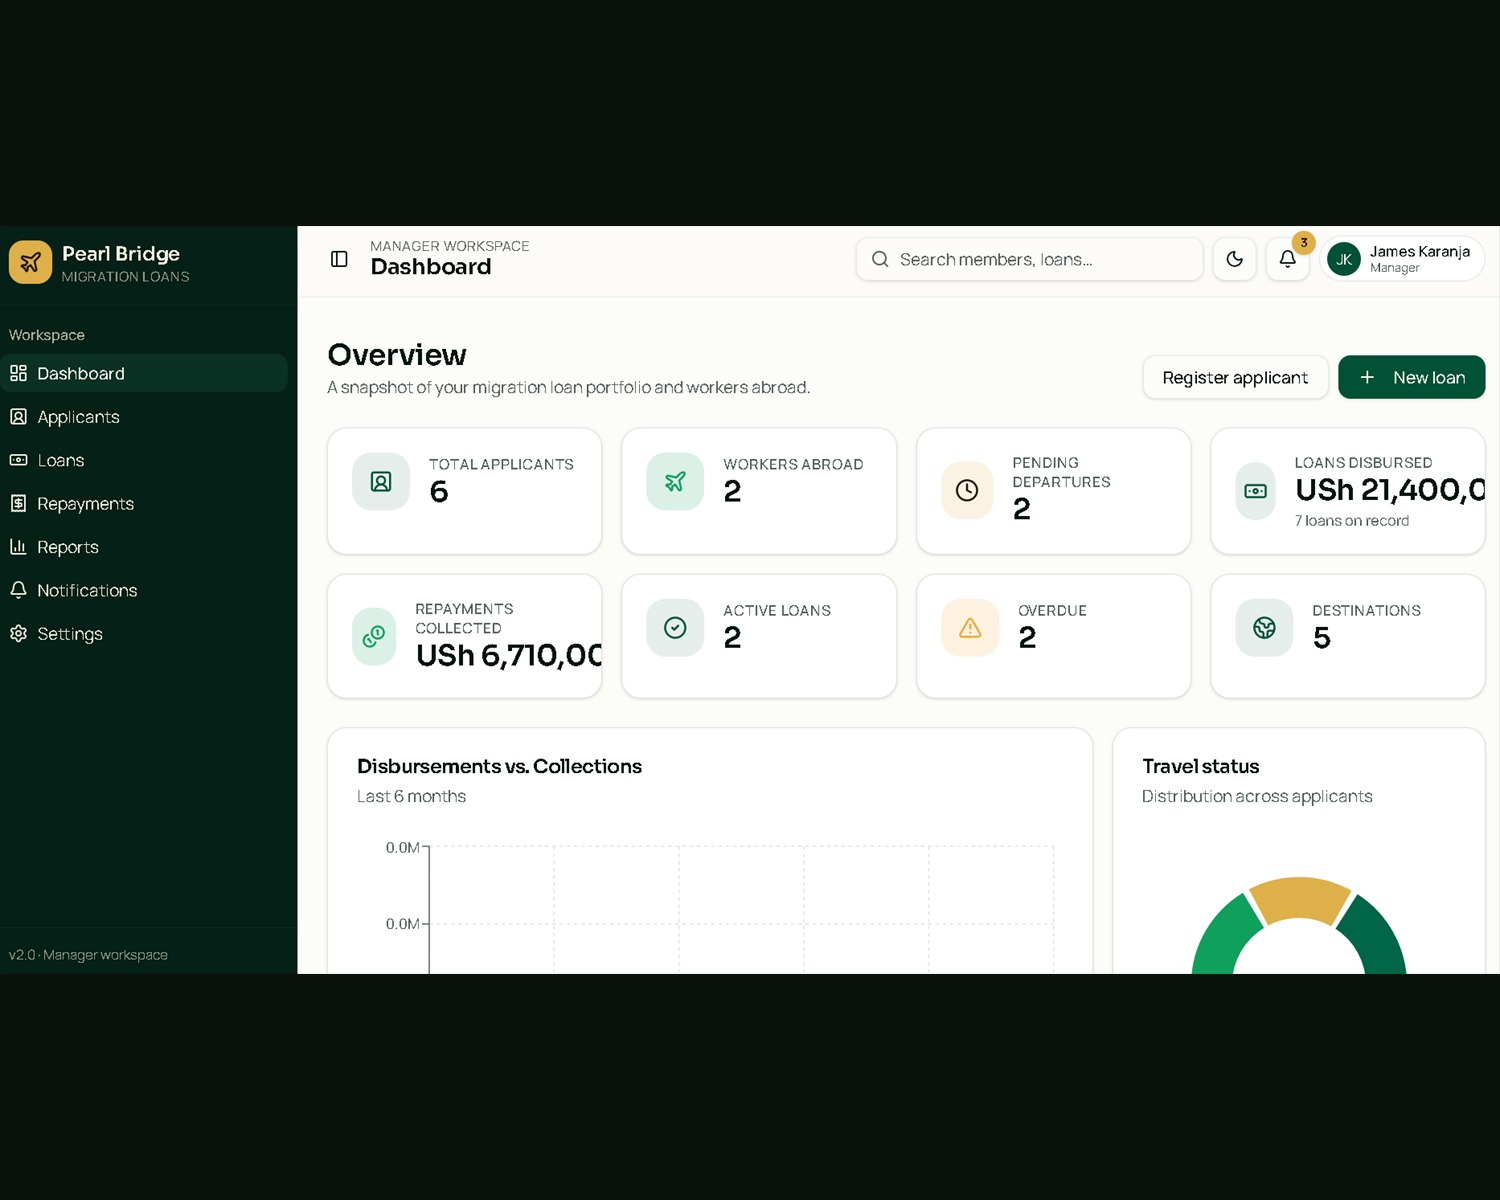 Pearl Bridge
MIGRATION LOANS
Workspace
Dashboard
Applicants
Loans
Repayments
Reports
Notifications
Settings
v2.0 · Manager workspace
MANAGER WORKSPACE
Dashboard
Search members, loans...
3
JK
James Karanja
Manager
Overview
A snapshot of your migration loan portfolio and workers abroad.
Register applicant
+ New loan
TOTAL APPLICANTS
6
WORKERS ABROAD
2
PENDING
DEPARTURES
2
LOANS DISBURSED
USh 21,400,0
7 loans on record
REPAYMENTS
COLLECTED
USh 6,710,00
ACTIVE LOANS
2
OVERDUE
2
DESTINATIONS
5
Disbursements vs. Collections
Last 6 months
0.0M
0.0M
Travel status
Distribution across applicants